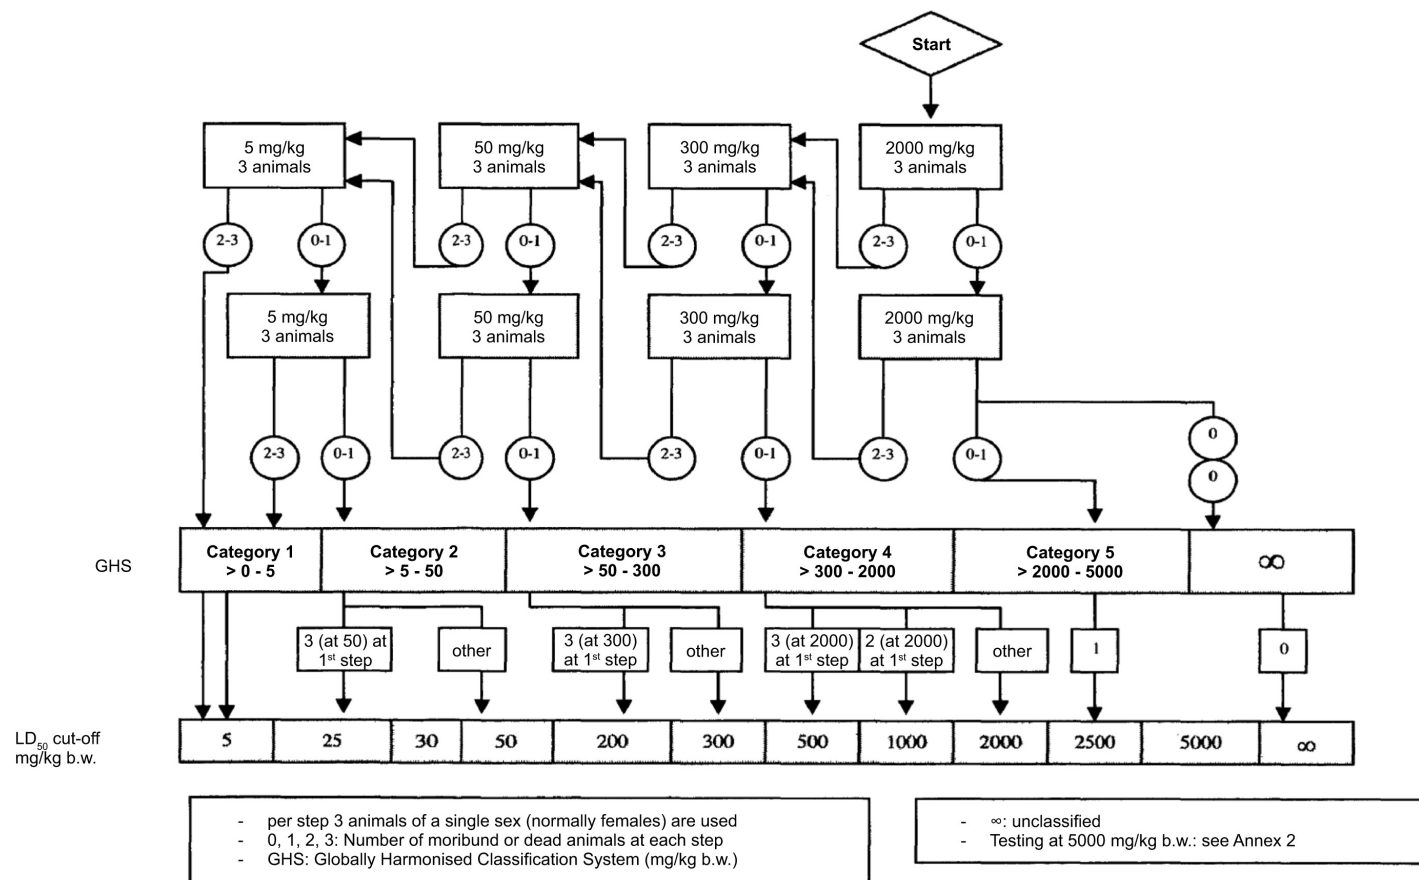 Start
5 mg/kg
3 animals
50 mg/kg
3 animals
300 mg/kg
3 animals
2000 mg/kg
3 animals
2-3
0-1
2-3
0-1
2-3
0-1
2-3
0-1
5 mg/kg
3 animals
50 mg/kg
3 animals
300 mg/kg
3 animals
2000 mg/kg
3 animals
2-3
0-1
2-3
0-1
2-3
0-1
2-3
0-1
0
0
GHS
Category 1
> 0 - 5
Category 2
> 5 - 50
Category 3
> 50 - 300
Category 4
> 300 - 2000
Category 5
> 2000 - 5000
∞
3 (at 50) at
1st step
other
3 (at 300)
at 1st step
other
3 (at 2000)
at 1st step
2 (at 2000)
at 1st step
other
1
0
LD50 cut-off
mg/kg b.w.
5
25
30
50
200
300
500
1000
2000
2500
5000
∞
- per step 3 animals of a single sex (normally females) are used
- 0, 1, 2, 3: Number of moribund or dead animals at each step
- GHS: Globally Harmonised Classification System (mg/kg b.w.)
- ∞: unclassified
- Testing at 5000 mg/kg b.w.: see Annex 2